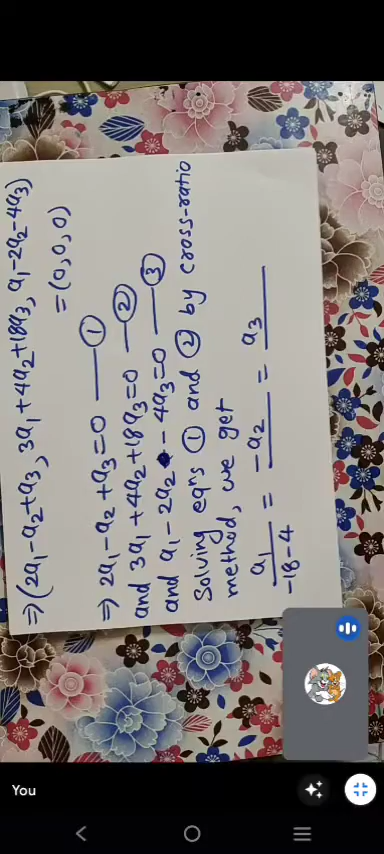 ⇒ (2a₁-a₂+a₃, 3a₁+4a₂+18a₃, a₁-2a₂-4a₃)
= (0,0,0)
⇒ 2a₁-a₂+a₃=0 —— ①
and 3a₁+4a₂+18a₃=0 —— ②
and a₁-2a₂-4a₃=0 —— ③
Solving eqns ① and ② by cross-ratio
method, we get
a₁/-18-4 = -a₂/ = a₃/
You